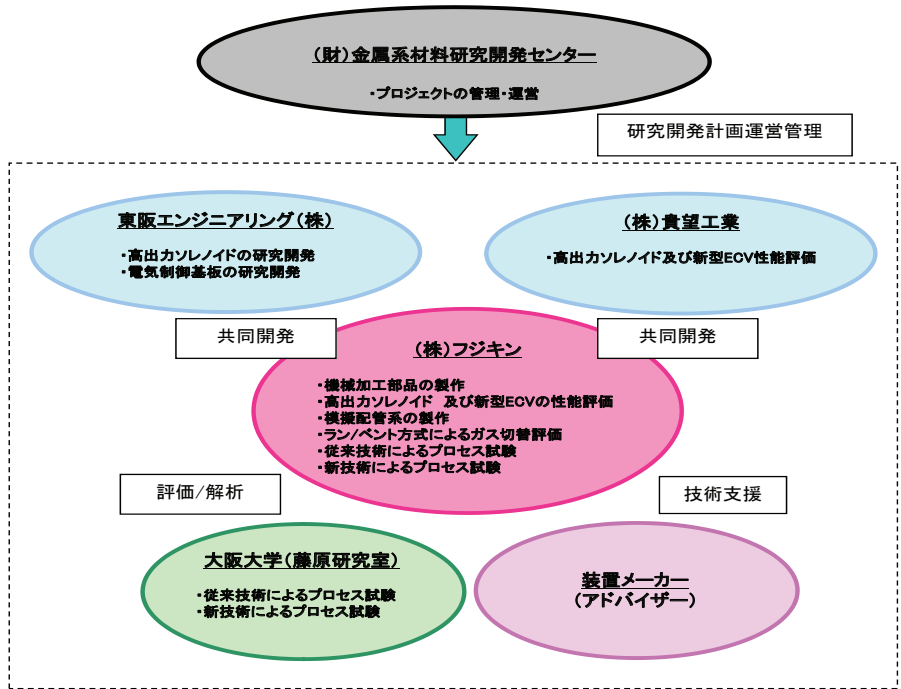 (財)金属系材料研究開発センター
・プロジェクトの管理・運営
研究開発計画運営管理
東阪エンジニアリング(株)
・高出力ソレノイドの研究開発
・電気制御基板の研究開発
(株)貴望工業
・高出力ソレノイド及び新型ECV性能評価
共同開発
共同開発
(株)フジキン
・機械加工部品の製作
・高出力ソレノイド 及び新型ECVの性能評価
・模擬配管系の製作
・ラン/ベント方式によるガス切替評価
・従来技術によるプロセス試験
・新技術によるプロセス試験
評価/解析
技術支援
大阪大学(藤原研究室)
・従来技術によるプロセス試験
・新技術によるプロセス試験
装置メーカー
(アドバイザー)